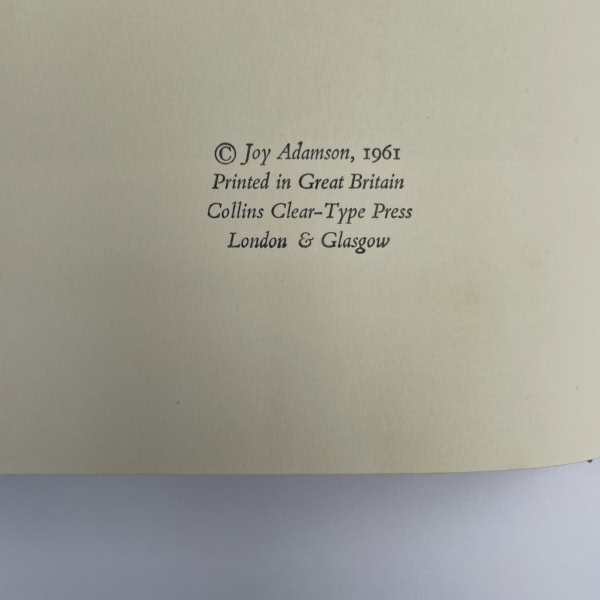 © Joy Adamson, 1961
Printed in Great Britain
Collins Clear-Type Press
London & Glasgow